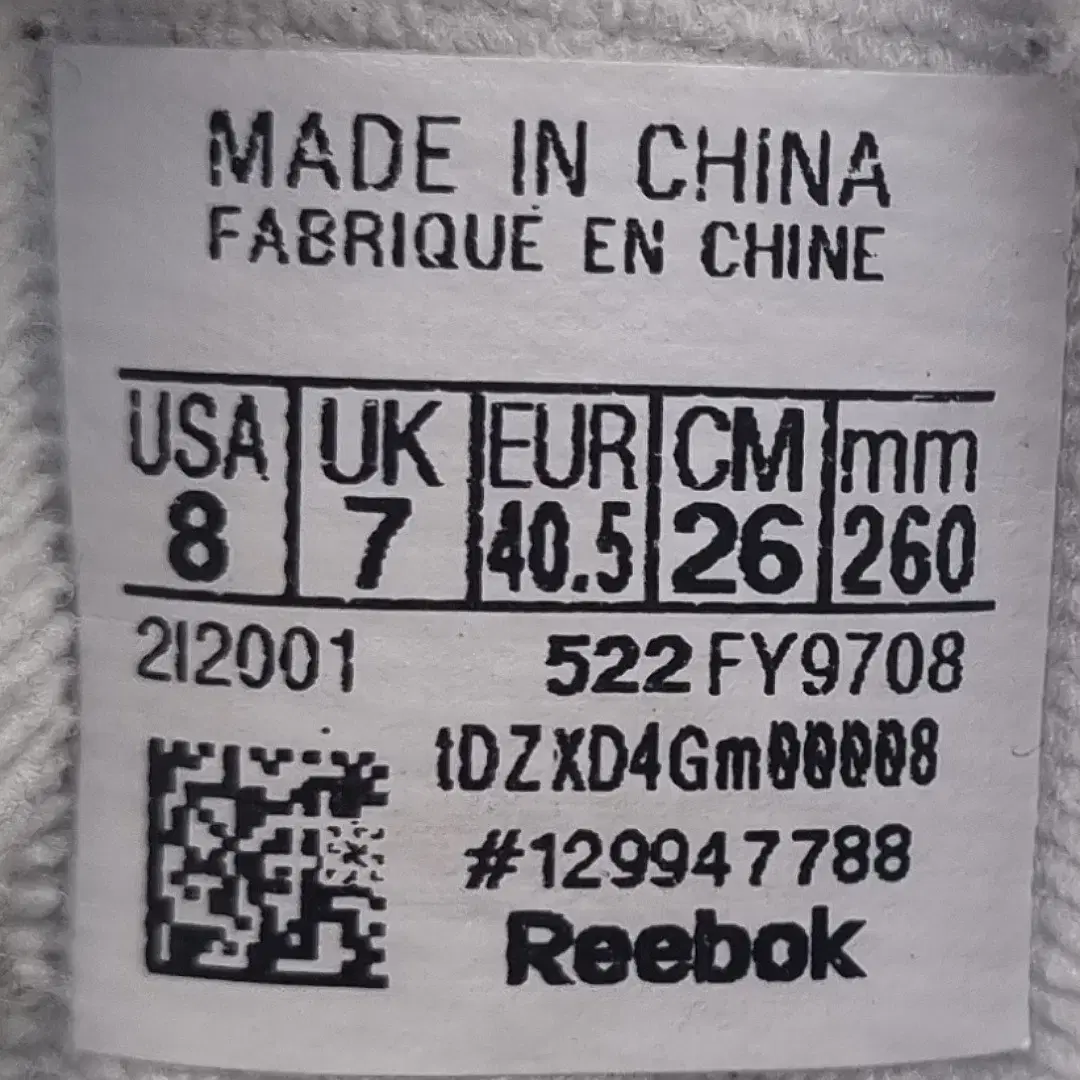 MADE IN CHINA
FABRIQUÉ EN CHINE
USA UK EUR CM mm
8 7 40.5 26 260
212001 522 FY9708
#129947788
Reebok